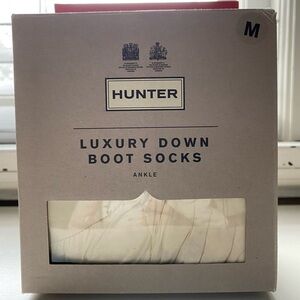 M
HUNTER
LUXURY DOWN
BOOT SOCKS
ANKLE